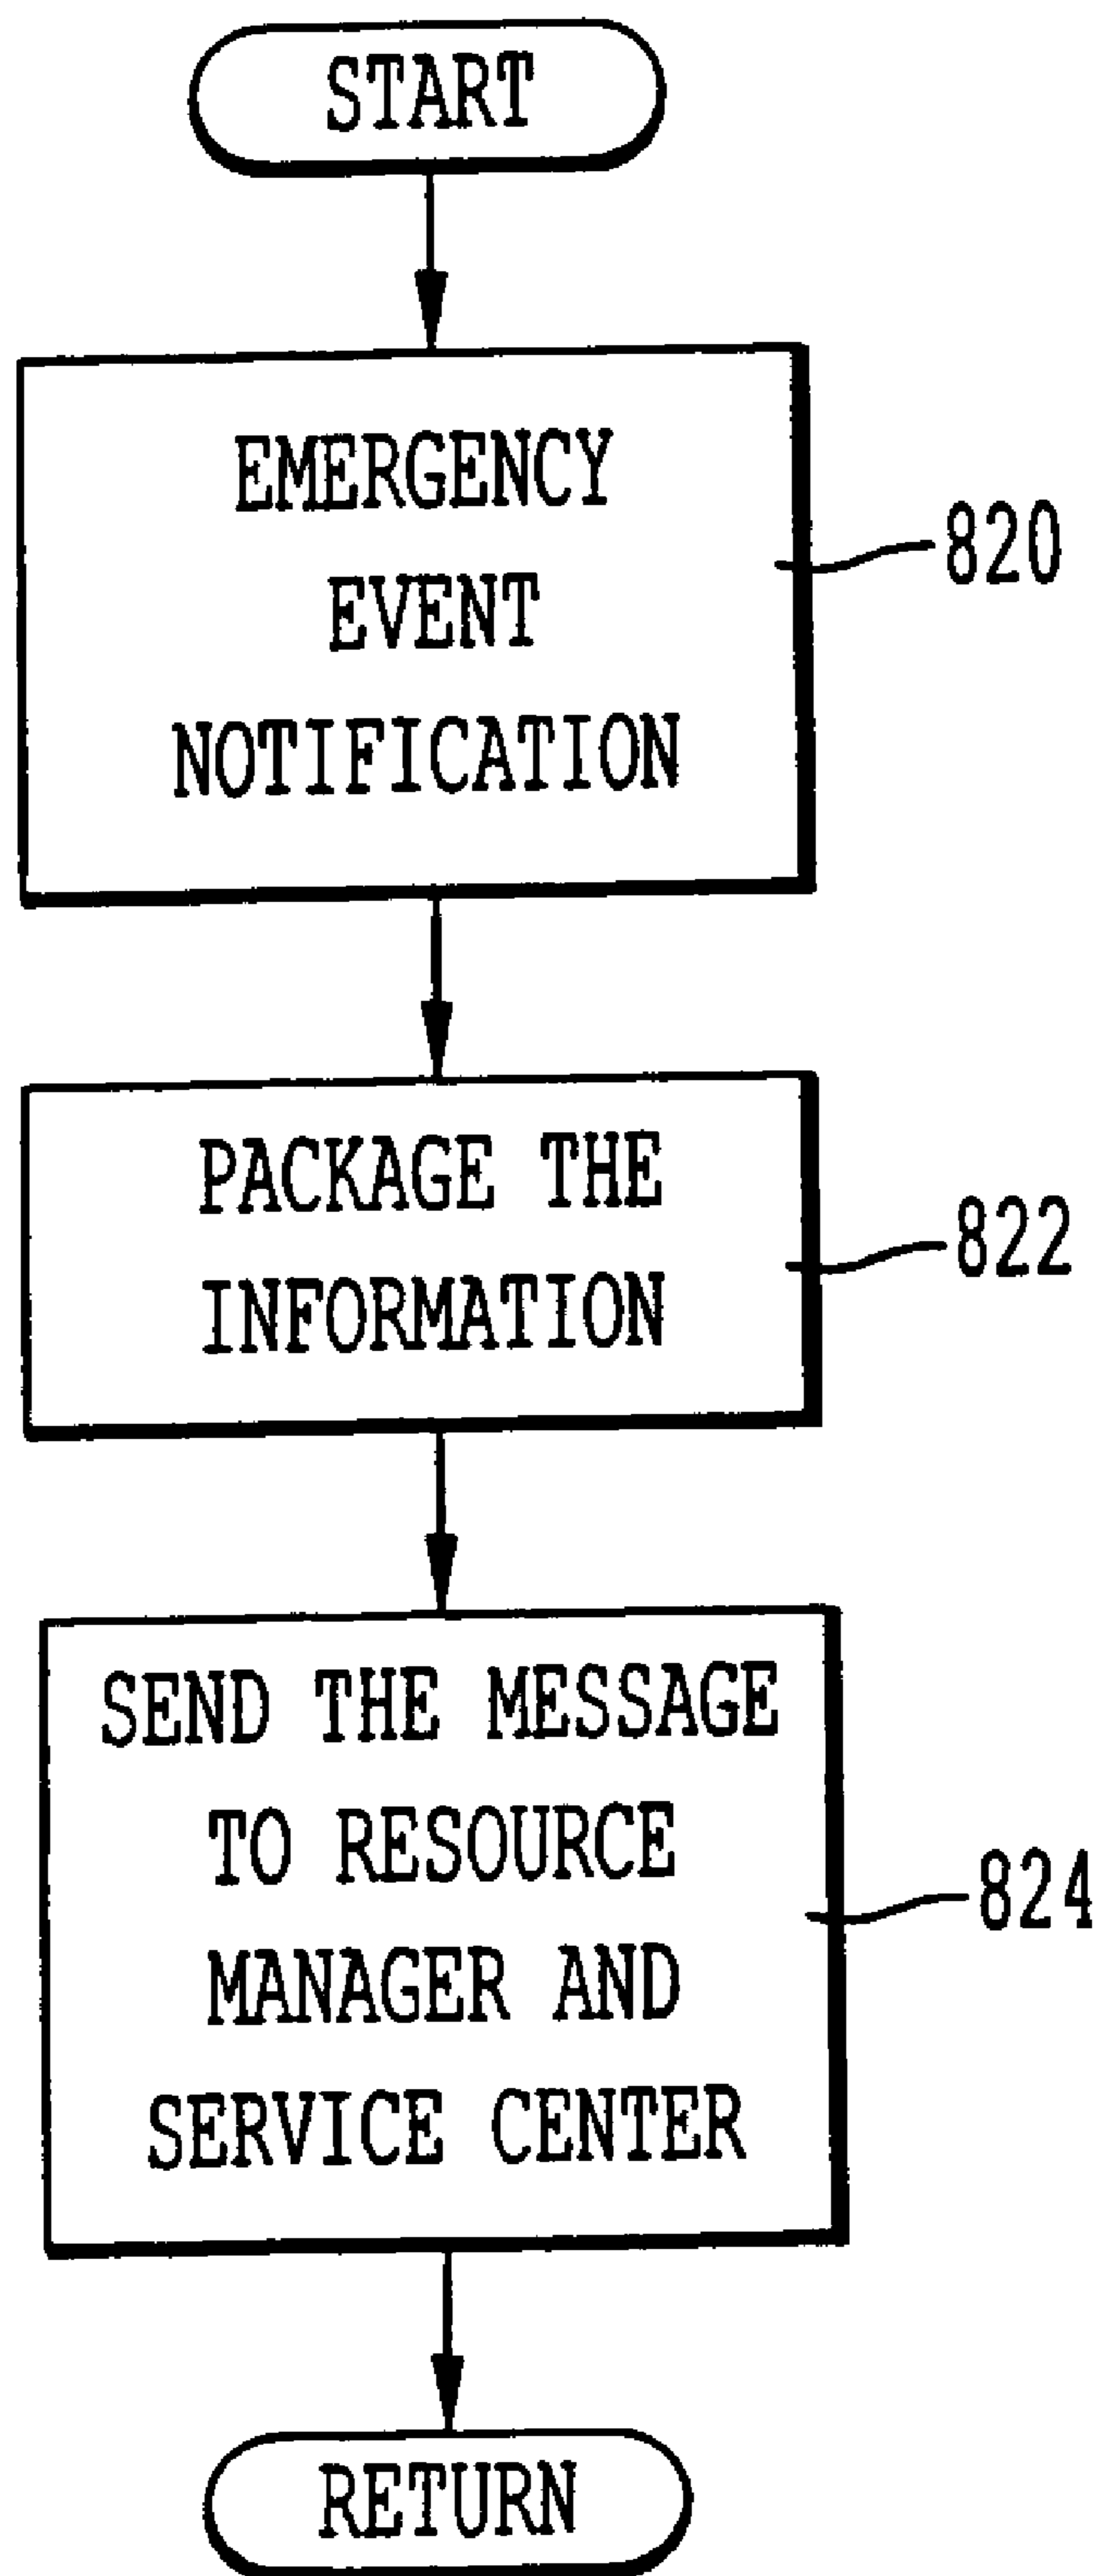 START
EMERGENCY
EVENT
NOTIFICATION
820
PACKAGE THE
INFORMATION
822
SEND THE MESSAGE
TO RESOURCE
MANAGER AND
SERVICE CENTER
824
RETURN